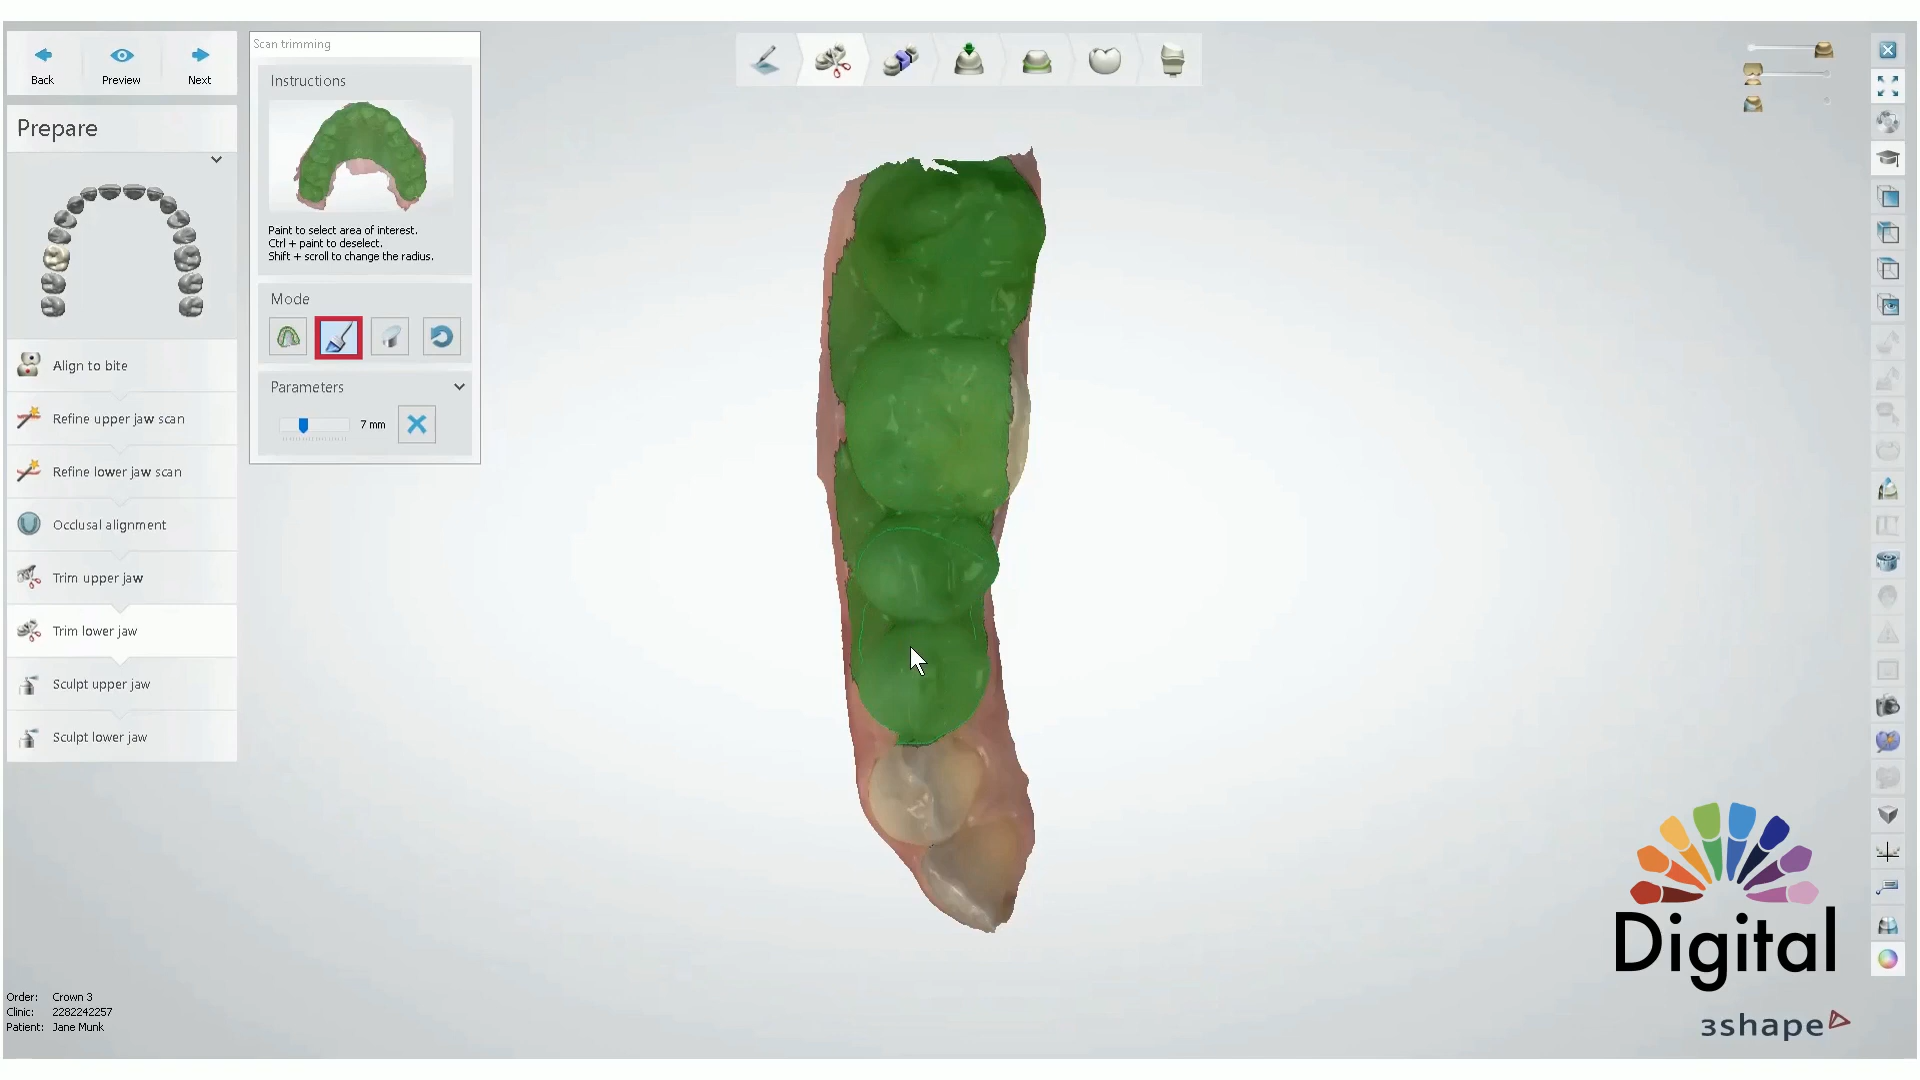 Back
Preview
Next
Prepare
Align to bite
Refine upper jaw scan
Refine lower jaw scan
Occlusal alignment
Trim upper jaw
Trim lower jaw
Sculpt upper jaw
Sculpt lower jaw
Order: Crown 3
Clinic: 2282242257
Patient: Jane Munk
Scan trimming
Instructions
Paint to select area of interest.
Ctrl + paint to deselect.
Shift + scroll to change the radius.
Mode
Parameters
7 mm
Digital
3shape